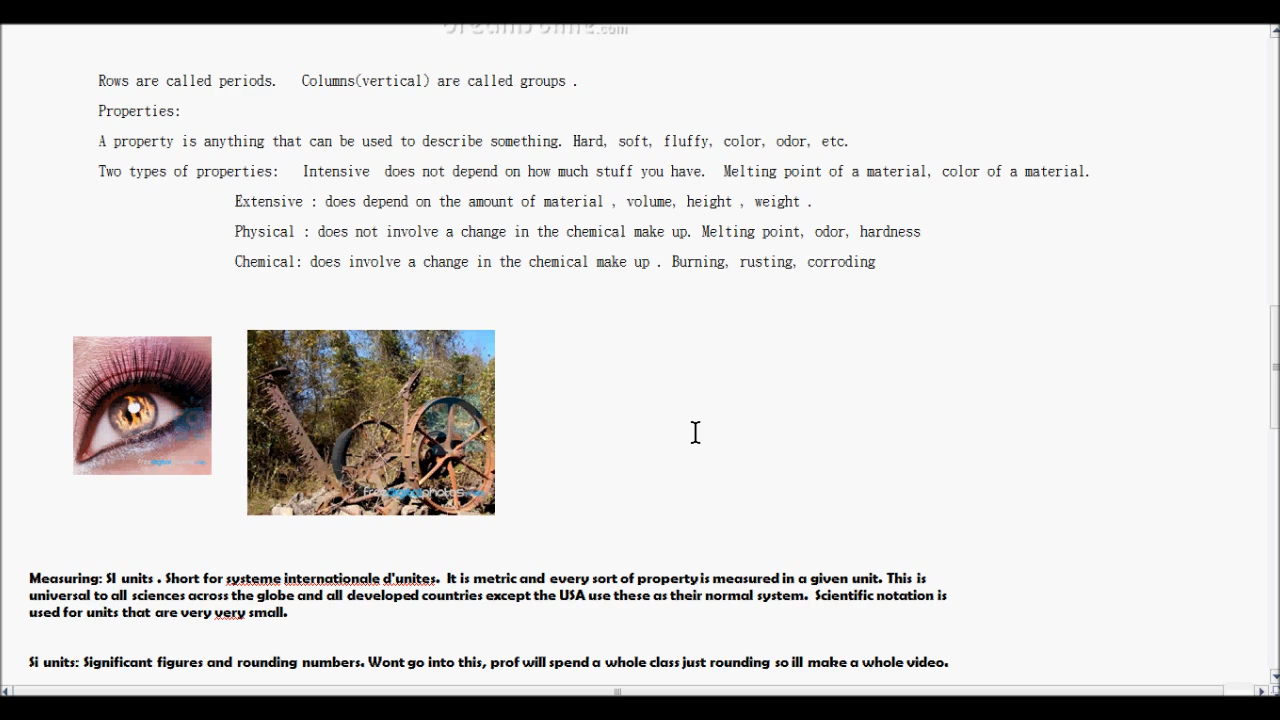 Rows are called periods. Columns(vertical) are called groups .
Properties:
A property is anything that can be used to describe something. Hard, soft, fluffy, color, odor, etc.
Two types of properties: Intensive does not depend on how much stuff you have. Melting point of a material, color of a material.
Extensive : does depend on the amount of material , volume, height , weight .
Physical : does not involve a change in the chemical make up. Melting point, odor, hardness
Chemical: does involve a change in the chemical make up . Burning, rusting, corroding
freedigitalphotos
Measuring: SI units . Short for systeme internationale d'unites. It is metric and every sort of property is measured in a given unit. This is
universal to all sciences across the globe and all developed countries except the USA use these as their normal system. Scientific notation is
used for units that are very very small.
Si units: Significant figures and rounding numbers. Wont go into this, prof will spend a whole class just rounding so ill make a whole video.